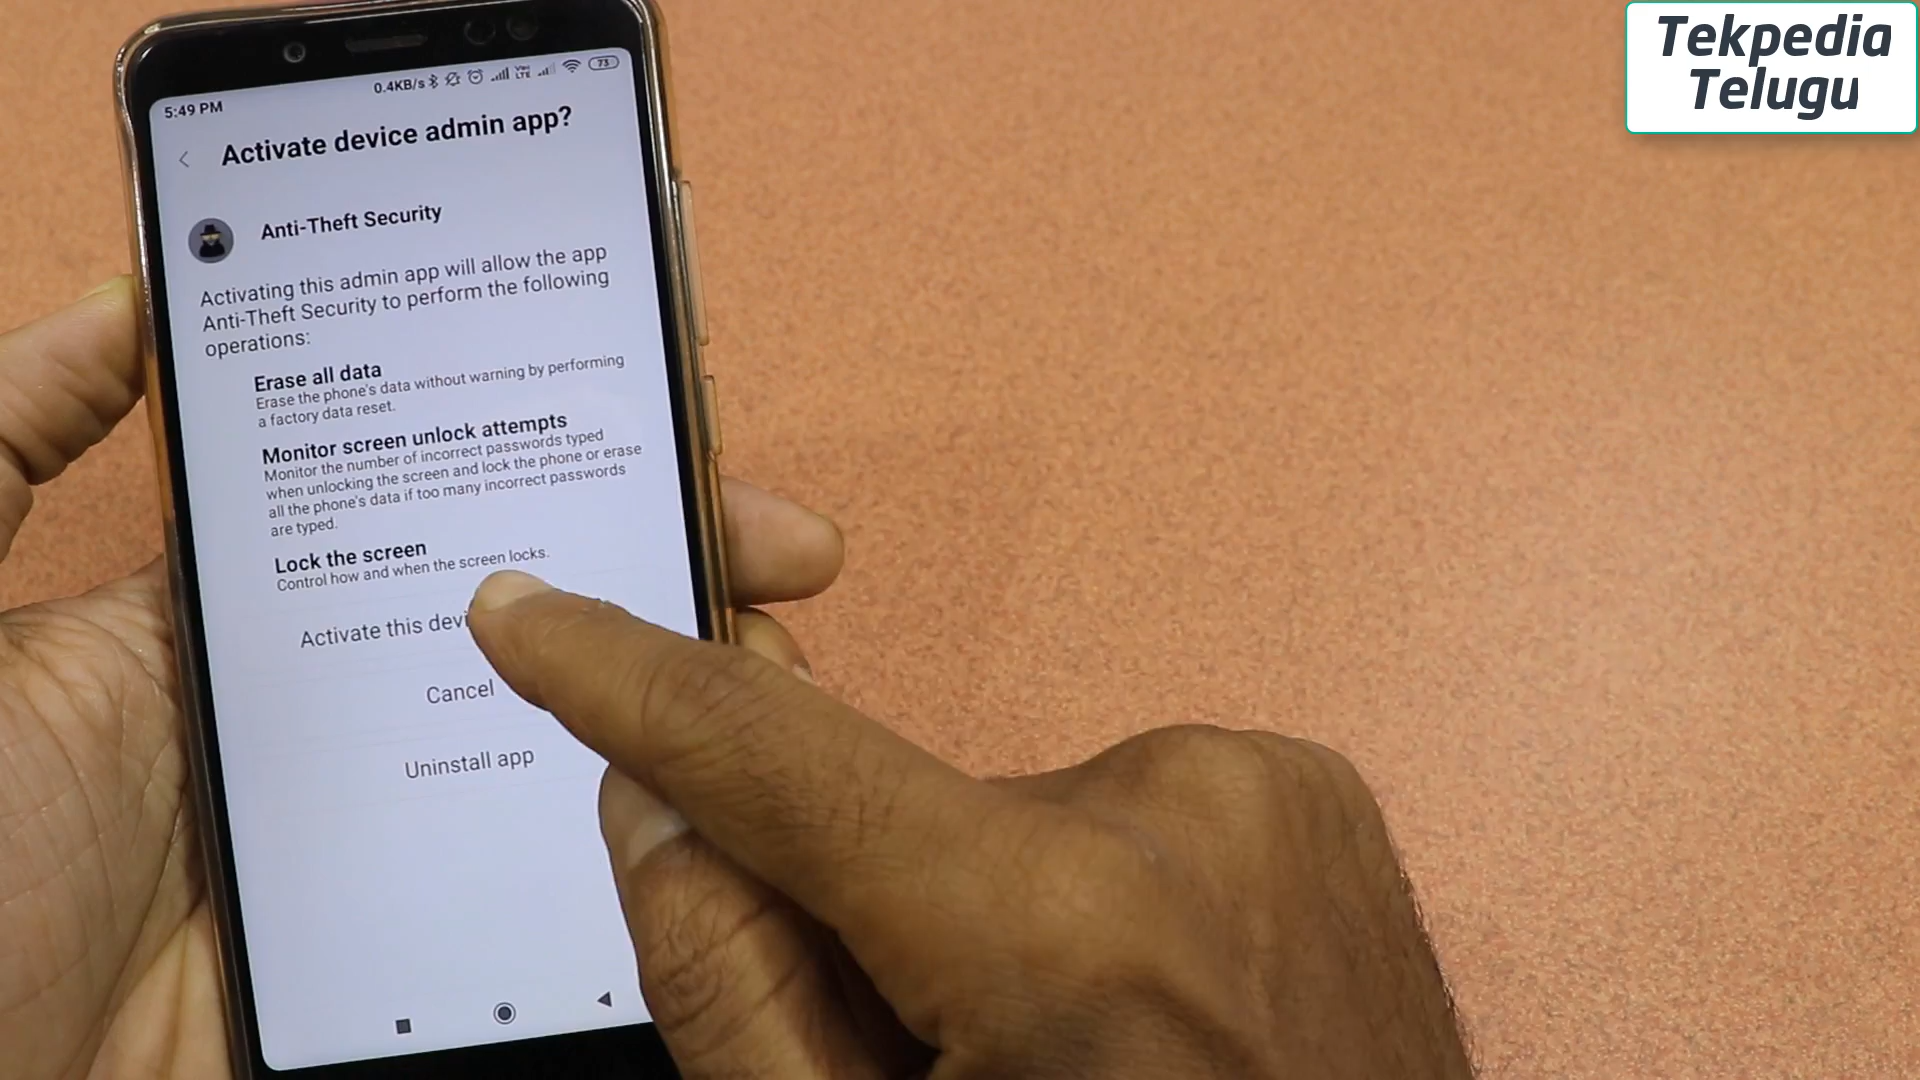 Tekpedia
Telugu
5:49 PM
0.4KB/s
73
Activate device admin app?
Anti-Theft Security
Activating this admin app will allow the app
Anti-Theft Security to perform the following
operations:
Erase all data
Erase the phone's data without warning by performing
a factory data reset.
Monitor screen unlock attempts
Monitor the number of incorrect passwords typed
when unlocking the screen and lock the phone or erase
all the phone's data if too many incorrect passwords
are typed.
Lock the screen
Control how and when the screen locks.
Activate this
Cancel
Uninstall app